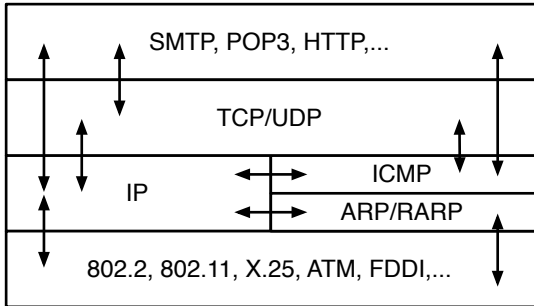 SMTP, POP3, HTTP,...
TCP/UDP
IP
ICMP
ARP/RARP
802.2, 802.11, X.25, ATM, FDDI,...